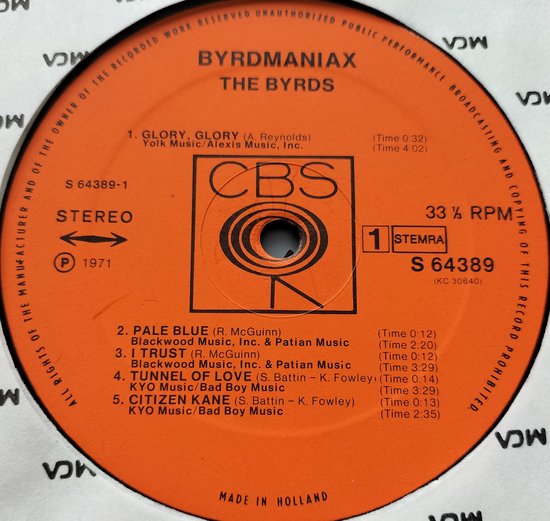 ALL RIGHTS OF THE MANUFACTURER AND OF THE OWNER OF THE RECORDED WORK RESERVED UNAUTHORIZED PUBLIC PERFORMANCE BROADCASTING AND COPYING OF THIS RECORD PROHIBITED
BYRDMANIAX
THE BYRDS
1. GLORY, GLORY (A. Reynolds) (Time 0:32)
Yolk Music/Alexis Music, Inc. (Time 4:02)
CBS
S 64389-1
STEREO
33 ⅓ RPM
1 STEMRA
℗ 1971
S 64389
(KC 30640)
2. PALE BLUE (R. McGuinn) (Time 0:12)
Blackwood Music, Inc. & Patian Music (Time 2:20)
3. I TRUST (R. McGuinn) (Time 0:12)
Blackwood Music, Inc. & Patian Music (Time 3:29)
4. TUNNEL OF LOVE (S. Battin – K. Fowley) (Time 0:14)
KYO Music/Bad Boy Music (Time 3:29)
5. CITIZEN KANE (S. Battin – K. Fowley) (Time 0:13)
KYO Music/Bad Boy Music (Time 2:35)
MADE IN HOLLAND
MCA
MCA
MCA
MCA
MCA
MCA
MCA
MCA